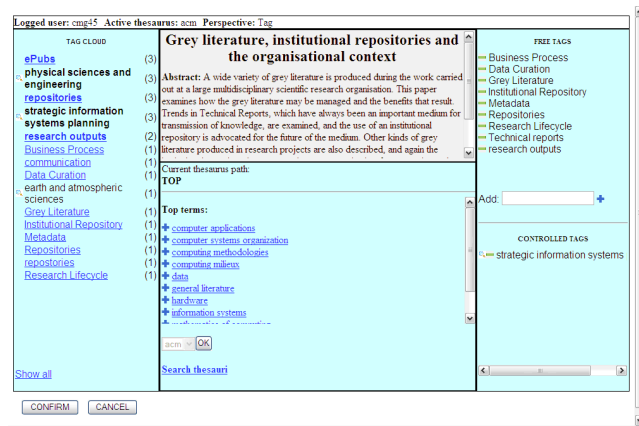 Logged user: cmg45 Active thesaurus: acm Perspective: Tag
TAG CLOUD
ePubs (3)
physical sciences and
engineering (3)
repositories (3)
strategic information
systems planning (3)
research outputs (2)
Business Process (1)
communication (1)
Data Curation (1)
earth and atmospheric
sciences (1)
Grey Literature (1)
Institutional Repository (1)
Metadata (1)
Repositories (1)
repostories (1)
Research Lifecycle (1)
Show all
Grey literature, institutional repositories and
the organisational context
Abstract: A wide variety of grey literature is produced during the work carried
out at a large multidisciplinary scientific research organisation. This paper
examines how the grey literature may be managed and the benefits that result.
Trends in Technical Reports, which have always been an important medium for
transmission of knowledge, are examined, and the use of an institutional
repository is advocated for the future of the medium. Other kinds of grey
literature produced in research projects are also described, and again the
Current thesaurus path:
TOP
Top terms:
computer applications
computer systems organization
computing methodologies
computing milieux
data
general literature
hardware
information systems
mathematics of computing
acm OK
Search thesauri
FREE TAGS
Business Process
Data Curation
Grey Literature
Institutional Repository
Metadata
Repositories
Research Lifecycle
Technical reports
research outputs
Add:
CONTROLLED TAGS
strategic information systems
CONFIRM CANCEL